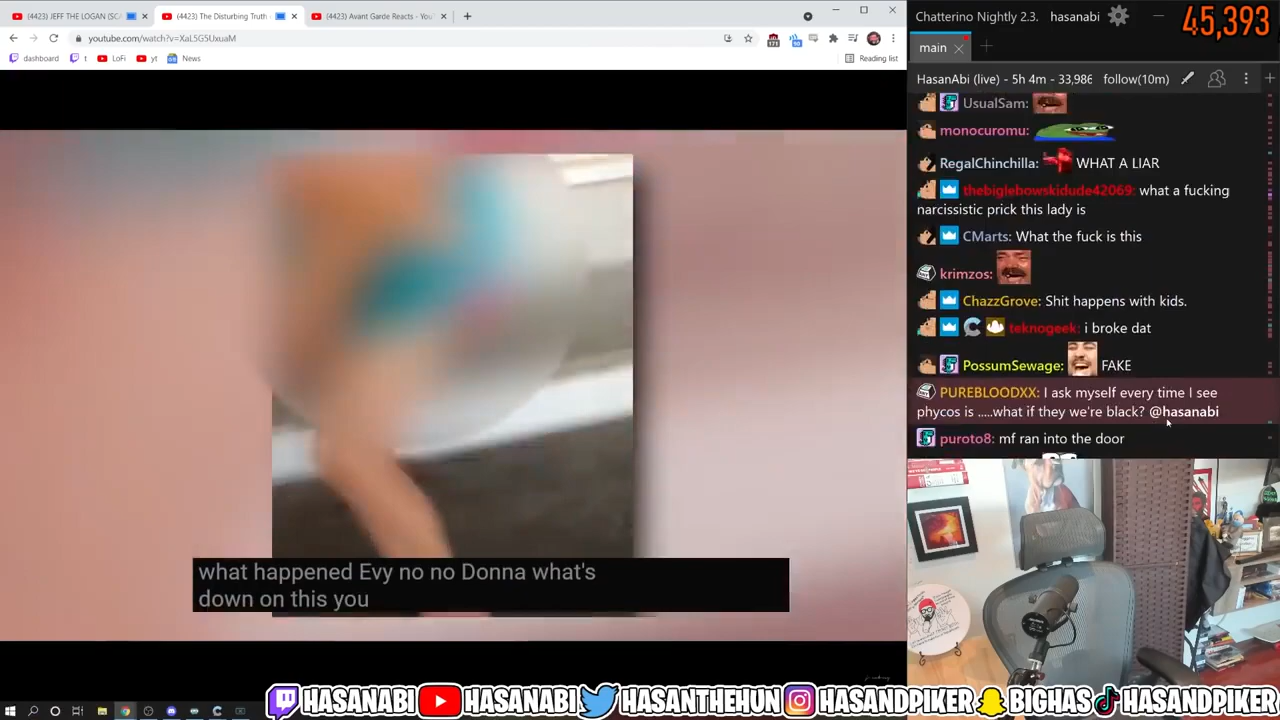 (4423) JEFF THE LOGAN (SC
(4423) The Disturbing Truth
(4423) Avant Garde Reacts - You
youtube.com/watch?v=XaL5G5UxuaM
171
dashboard
t
LoFi
yt
News
Reading list
what happened Evy no no Donna what's
down on this you
Chatterino Nightly 2.3.
hasanabi
45,393
main
HasanAbi (live) - 5h 4m - 33,986
follow(10m)
UsualSam:
monocuromu:
RegalChinchilla: WHAT A LIAR
thebiglebowskidude42069: what a fucking
narcissistic prick this lady is
CMarts: What the fuck is this
krimzos:
ChazzGrove: Shit happens with kids.
teknogeek: i broke dat
PossumSewage: FAKE
PUREBLOODXX: I ask myself every time I see
phycos is .....what if they we're black? @hasanabi
puroto8: mf ran into the door
HASANABI HASANABI HASANTHEHUN HASANDPIKER BIGHAS HASANDPIKER